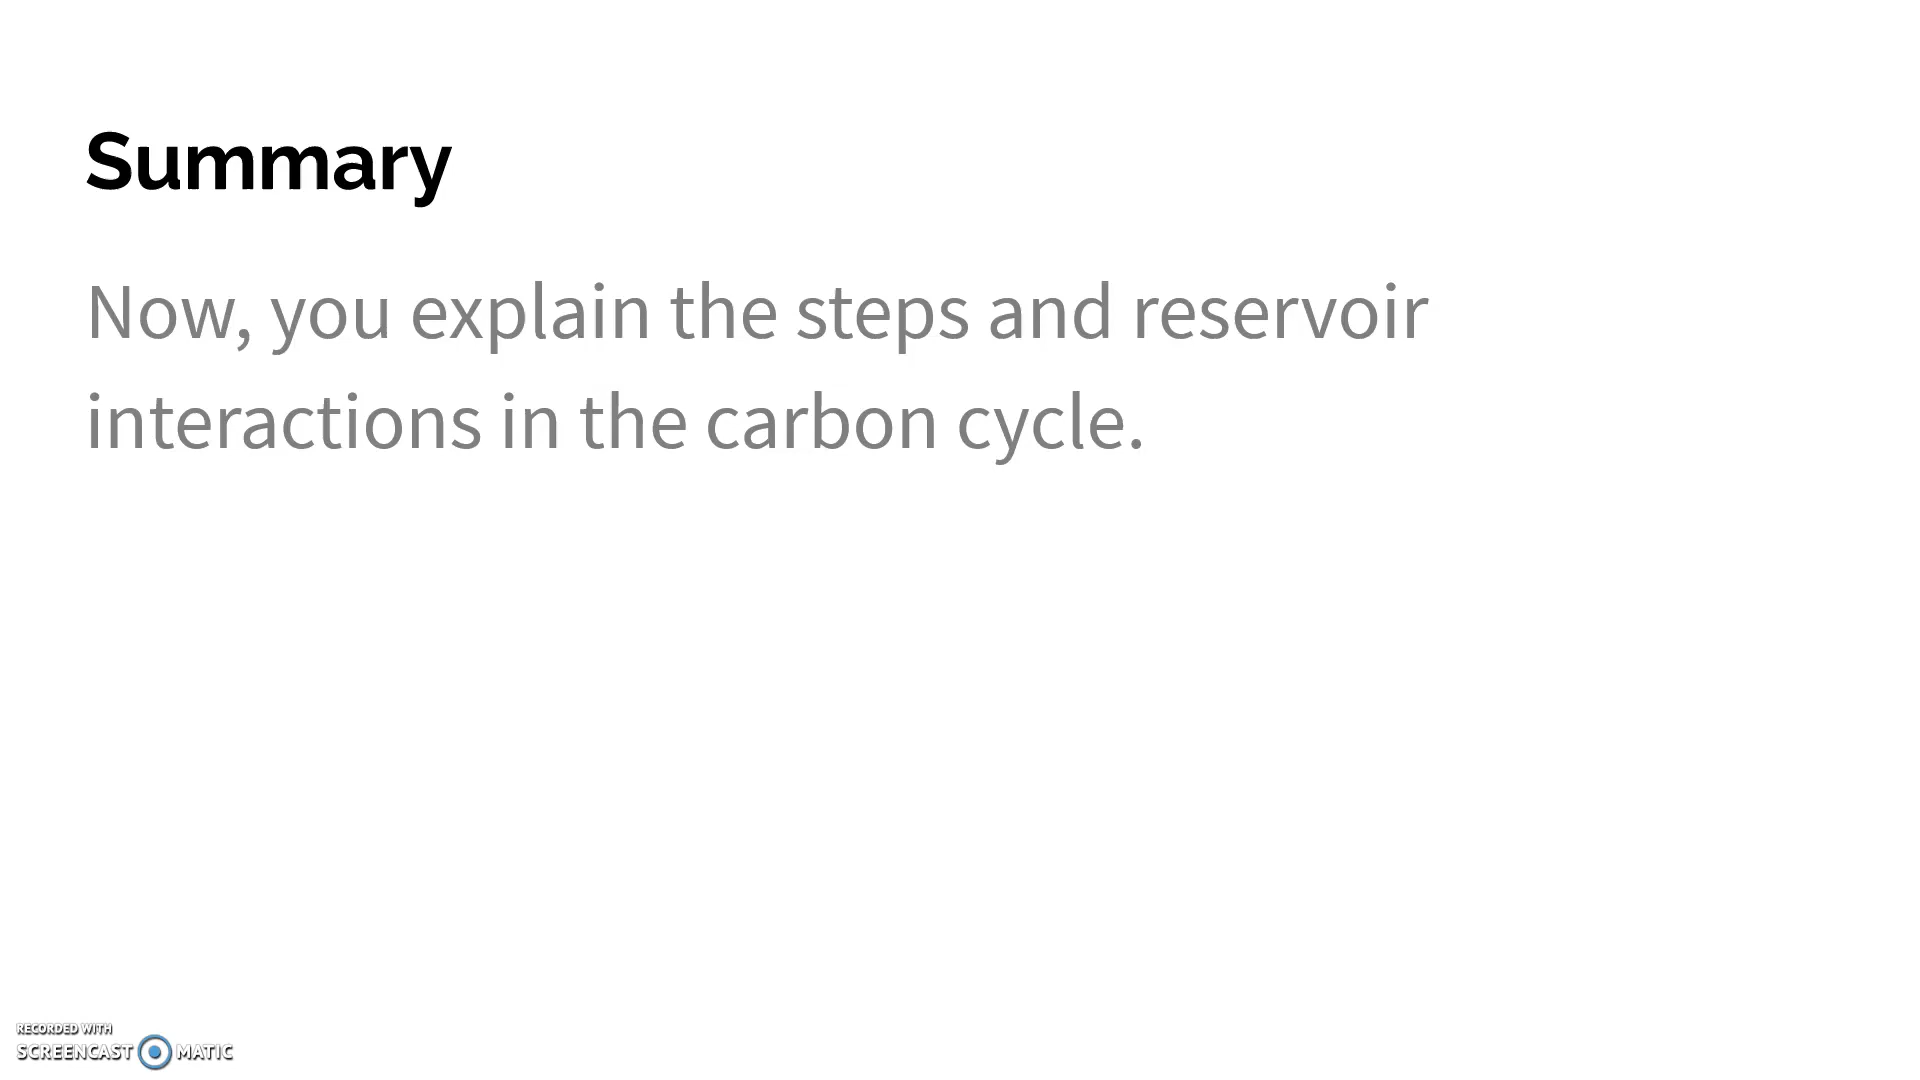 Summary
Now, you explain the steps and reservoir
interactions in the carbon cycle.
RECORDED WITH
SCREENCAST MATIC